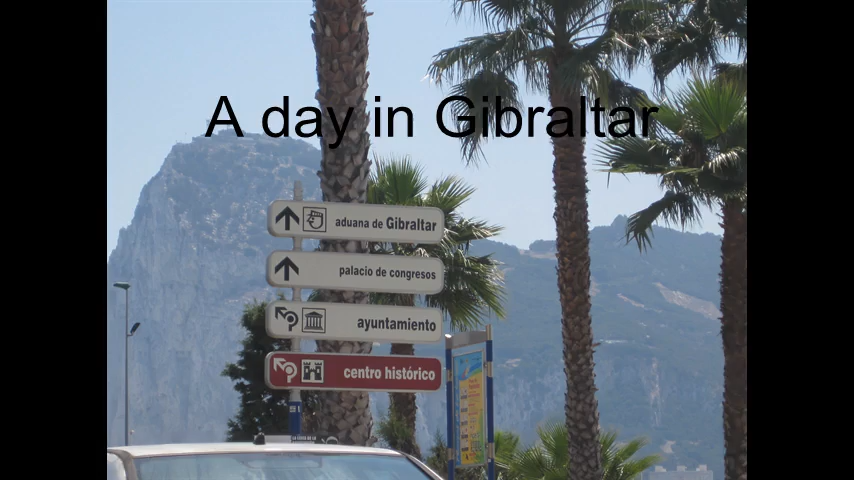 A day in Gibraltar
aduana de Gibraltar
palacio de congresos
ayuntamiento
centro histórico